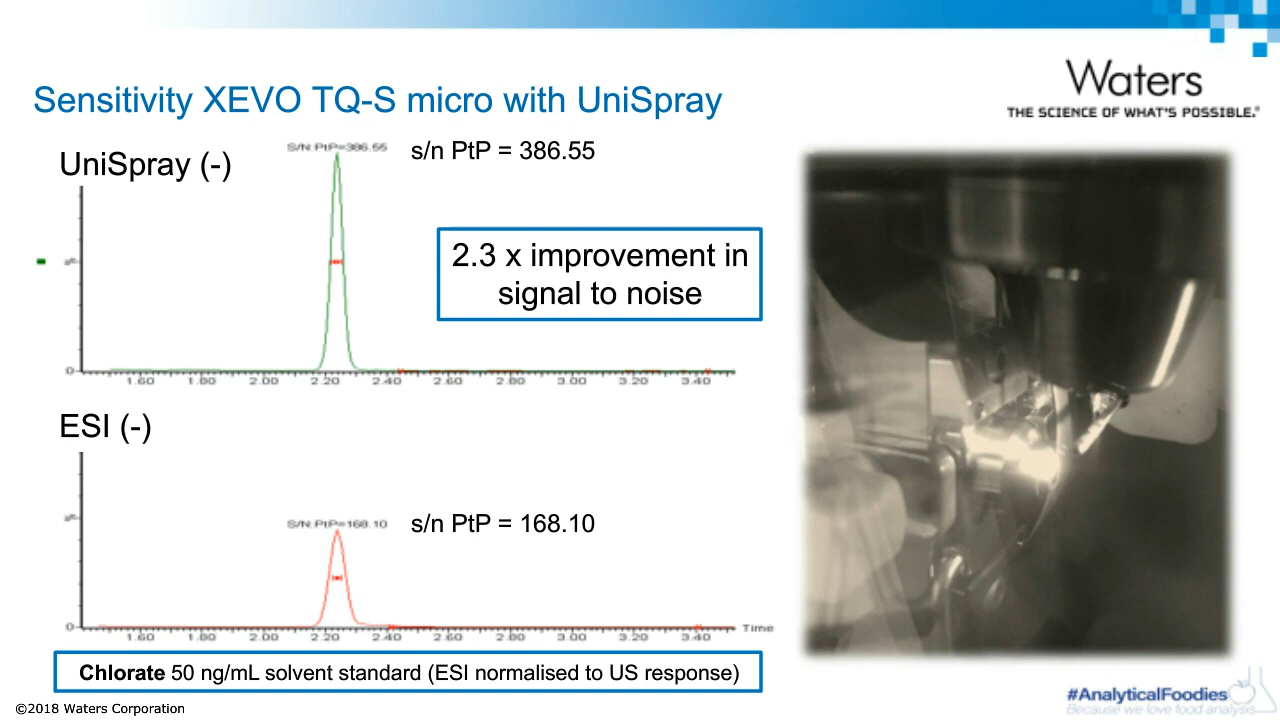 Sensitivity XEVO TQ-S micro with UniSpray
Waters
THE SCIENCE OF WHAT'S POSSIBLE.®
UniSpray (-)
S/N:PtP=386.55
s/n PtP = 386.55
2.3 x improvement in
signal to noise
%
0
1.60 1.80 2.00 2.20 2.40 2.60 2.80 3.00 3.20 3.40
ESI (-)
S/N:PtP=168.10
s/n PtP = 168.10
%
0
1.60 1.80 2.00 2.20 2.40 2.60 2.80 3.00 3.20 3.40
Time
Chlorate 50 ng/mL solvent standard (ESI normalised to US response)
©2018 Waters Corporation
#AnalyticalFoodies
Because we love food analysis